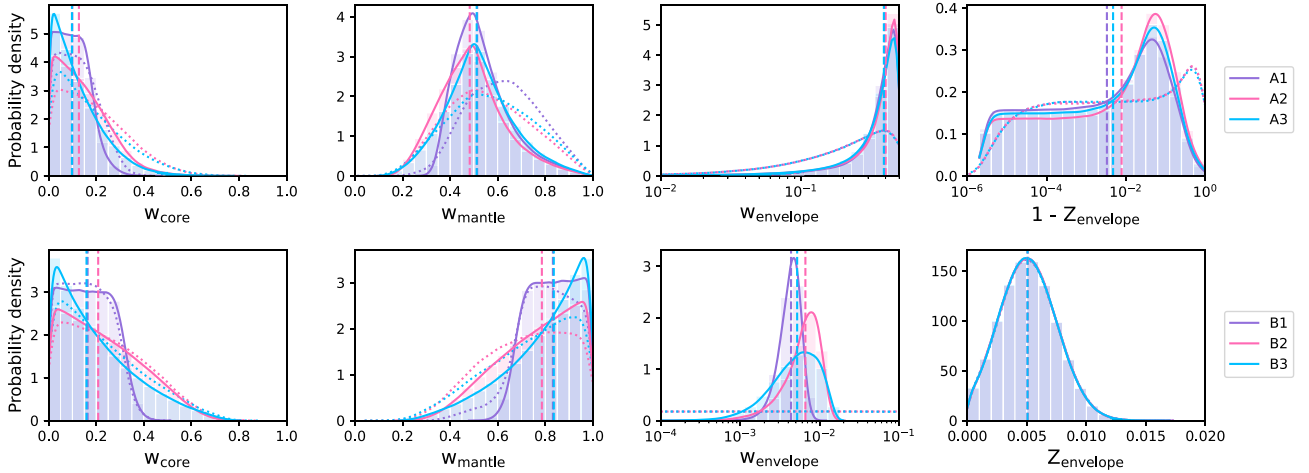 Probability density
0 1 2 3 4 5
0.0 0.2 0.4 0.6 0.8 1.0
w_core
0 1 2 3 4
0.0 0.2 0.4 0.6 0.8 1.0
w_mantle
0 1 2 3 4 5 6
10⁻² 10⁻¹
w_envelope
0.0 0.1 0.2 0.3 0.4
10⁻⁶ 10⁻⁴ 10⁻² 10⁰
1 - Z_envelope
A1
A2
A3
Probability density
0 1 2 3 4
0.0 0.2 0.4 0.6 0.8 1.0
w_core
0 1 2 3
0.0 0.2 0.4 0.6 0.8 1.0
w_mantle
0 1 2 3
10⁻⁴ 10⁻³ 10⁻² 10⁻¹
w_envelope
0 50 100 150
0.000 0.005 0.010 0.015 0.020
Z_envelope
B1
B2
B3